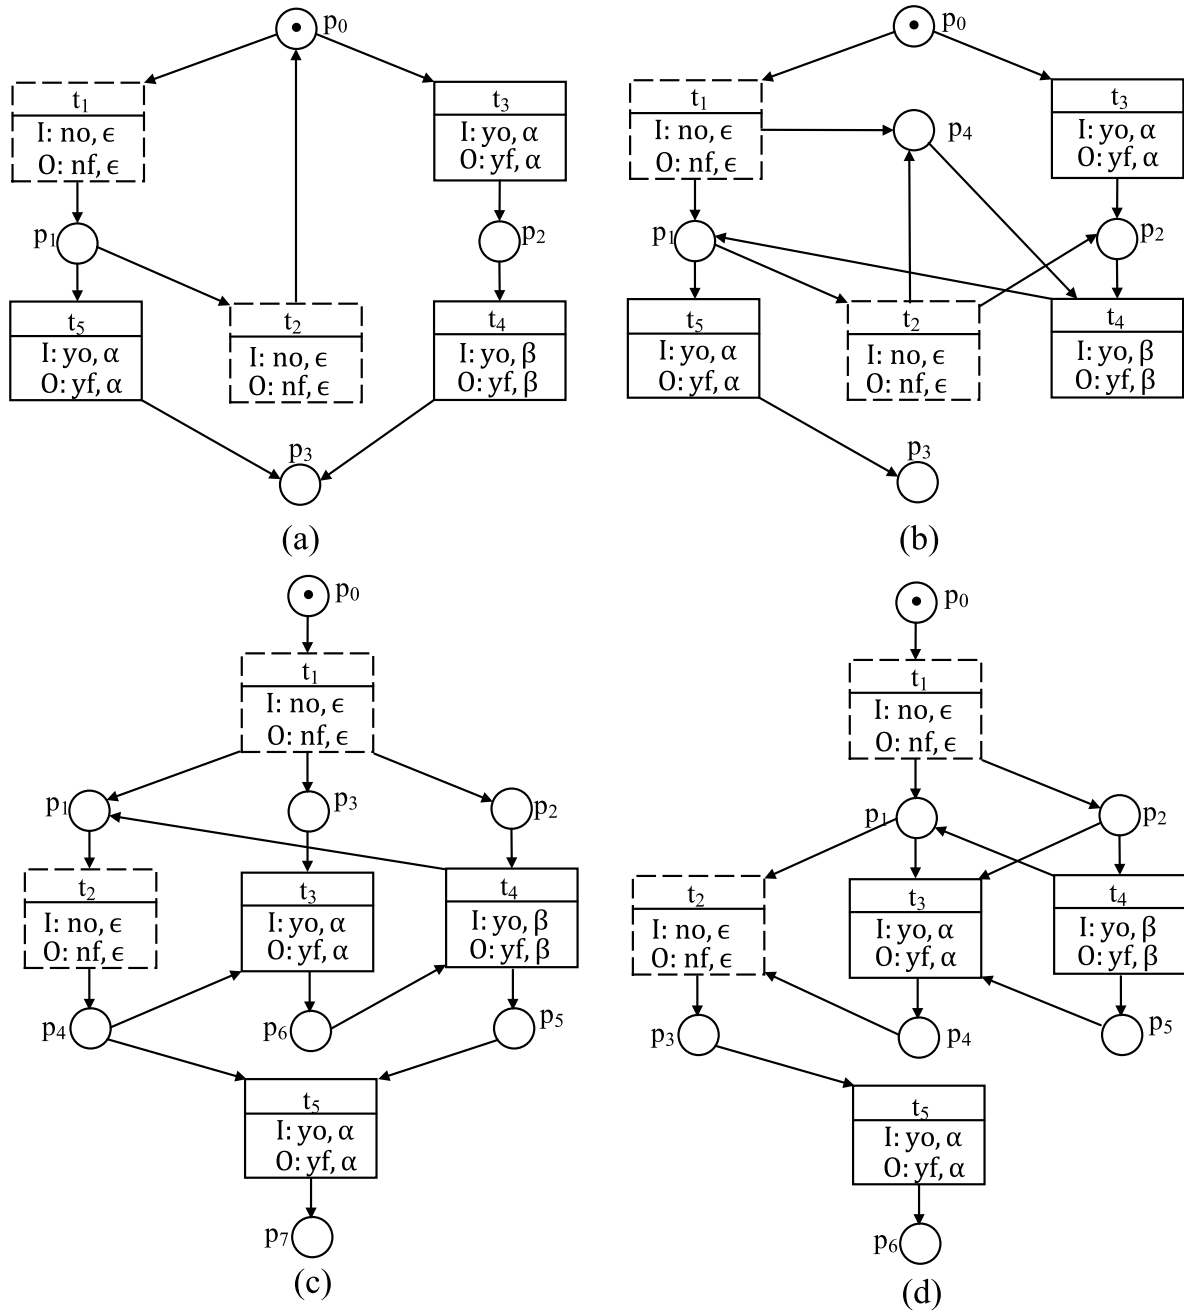 p₀
t₁
I: no, ϵ
O: nf, ϵ
t₃
I: yo, α
O: yf, α
p₁
p₂
t₅
I: yo, α
O: yf, α
t₂
I: no, ϵ
O: nf, ϵ
t₄
I: yo, β
O: yf, β
p₃
(a)
p₀
t₁
I: no, ϵ
O: nf, ϵ
p₄
t₃
I: yo, α
O: yf, α
p₁
p₂
t₅
I: yo, α
O: yf, α
t₂
I: no, ϵ
O: nf, ϵ
t₄
I: yo, β
O: yf, β
p₃
(b)
p₀
t₁
I: no, ϵ
O: nf, ϵ
p₁
p₃
p₂
t₂
I: no, ϵ
O: nf, ϵ
t₃
I: yo, α
O: yf, α
t₄
I: yo, β
O: yf, β
p₄
p₆
p₅
t₅
I: yo, α
O: yf, α
p₇
(c)
p₀
t₁
I: no, ϵ
O: nf, ϵ
p₁
p₂
t₂
I: no, ϵ
O: nf, ϵ
t₃
I: yo, α
O: yf, α
t₄
I: yo, β
O: yf, β
p₃
p₄
p₅
t₅
I: yo, α
O: yf, α
p₆
(d)